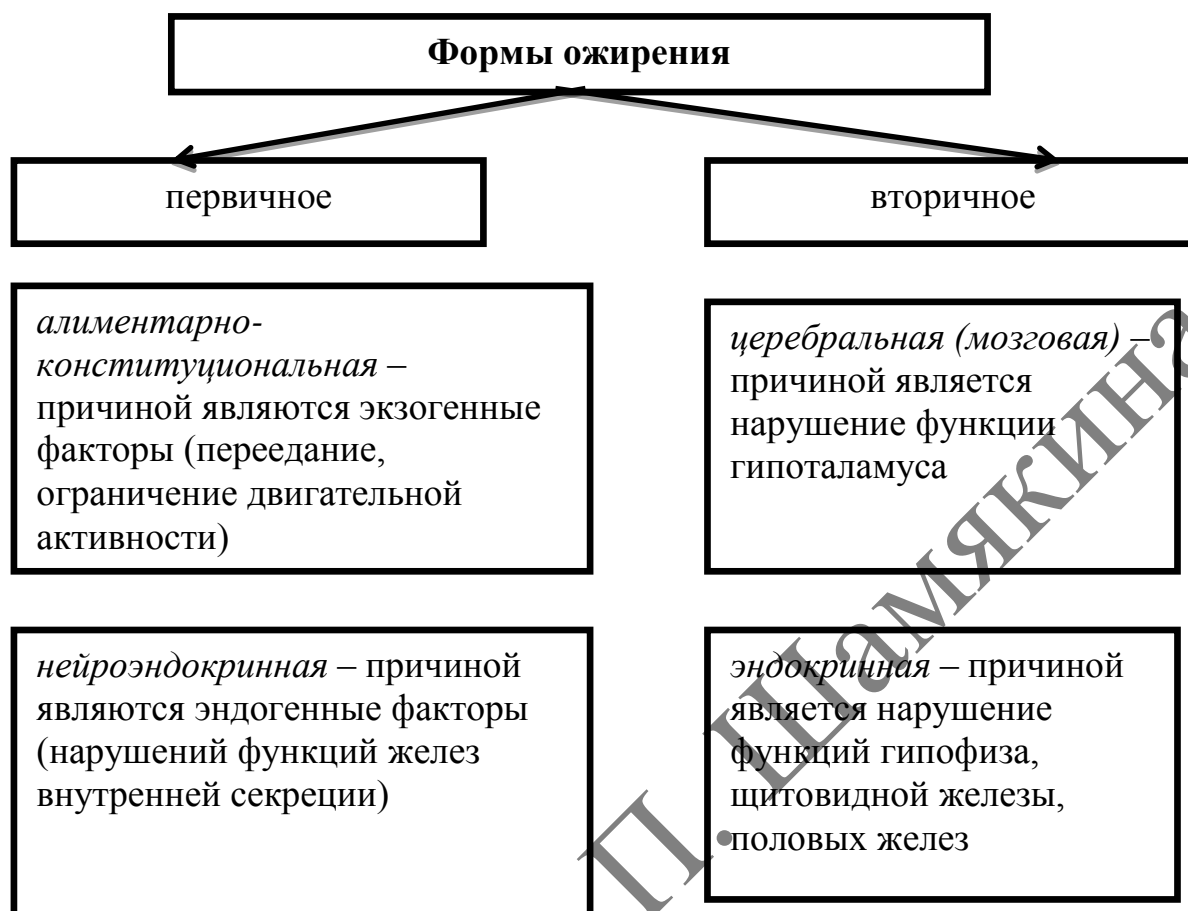 Формы ожирения
первичное
вторичное
алиментарно-
конституциональная –
причиной являются экзогенные
факторы (переедание,
ограничение двигательной
активности)
церебральная (мозговая) –
причиной является
нарушение функции
гипоталамуса
нейроэндокринная – причиной
являются эндогенные факторы
(нарушений функций желез
внутренней секреции)
эндокринная – причиной
является нарушение
функций гипофиза,
щитовидной железы,
половых желез
П. Шамякина